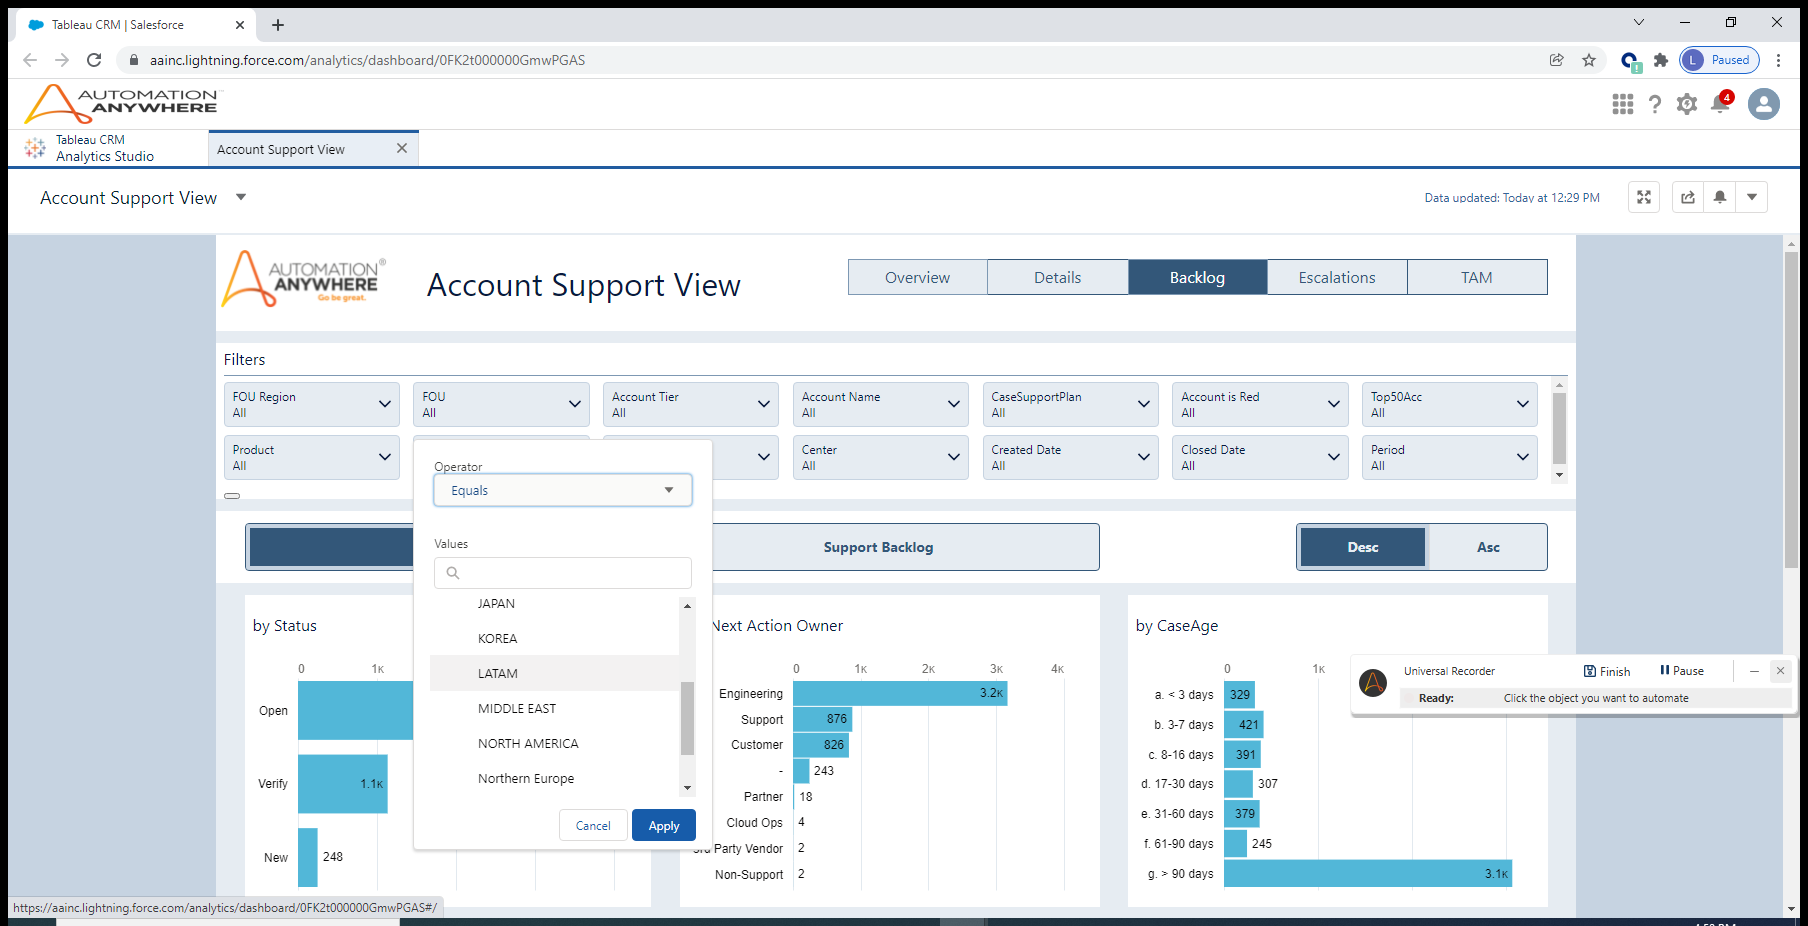 Tableau CRM | Salesforce
aainc.lightning.force.com/analytics/dashboard/0FK2t000000GmwPGAS
L Paused
AUTOMATION
ANYWHERE
4
Tableau CRM
Analytics Studio
Account Support View
Account Support View
Data updated: Today at 12:29 PM
AUTOMATION®
ANYWHERE
Go be great.
Account Support View
Overview
Details
Backlog
Escalations
TAM
Filters
FOU Region
All
FOU
All
Account Tier
All
Account Name
All
CaseSupportPlan
All
Account is Red
All
Top50Acc
All
Product
All
Center
All
Created Date
All
Closed Date
All
Period
All
Operator
Equals
Values
JAPAN
KOREA
LATAM
MIDDLE EAST
NORTH AMERICA
Northern Europe
Cancel
Apply
Support Backlog
Desc
Asc
by Status
0
1K
Open
Verify
1.1K
New
248
Next Action Owner
0
1K
2K
3K
4K
Engineering
3.2K
Support
876
Customer
826
-
243
Partner
18
Cloud Ops
4
Party Vendor
2
Non-Support
2
by CaseAge
0
1K
a. < 3 days
329
b. 3-7 days
421
c. 8-16 days
391
d. 17-30 days
307
e. 31-60 days
379
f. 61-90 days
245
g. > 90 days
3.1K
Universal Recorder
Finish
Pause
Ready:
Click the object you want to automate
https://aainc.lightning.force.com/analytics/dashboard/0FK2t000000GmwPGAS#/